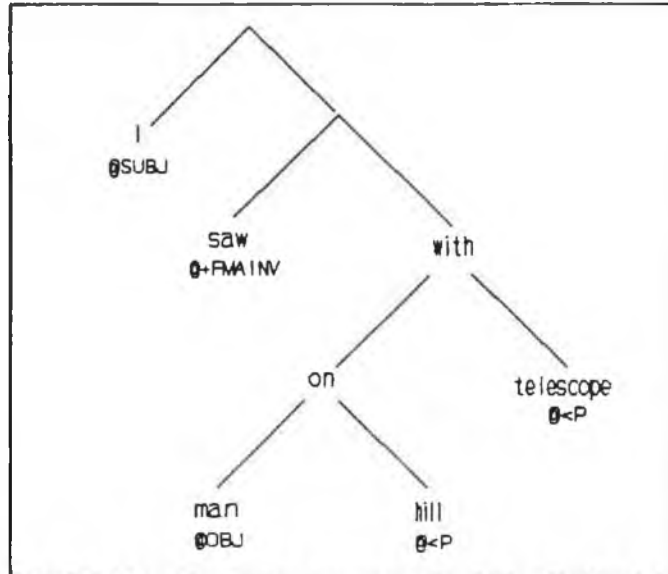 I
@SUBJ
saw
@+FMAINV
with
on
telescope
@<P
man
@OBJ
hill
@<P